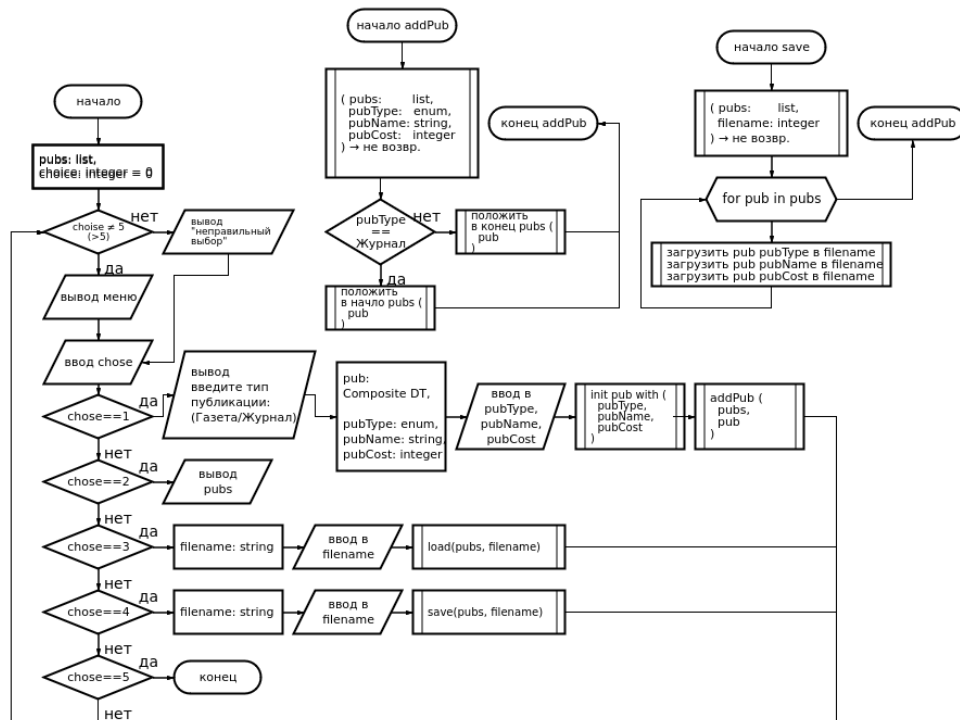 начало addPub
( pubs: list,
pubType: enum,
pubName: string,
pubCost: integer
) → не возвр.
конец addPub
pubType
==
Журнал
нет
положить
в конец pubs (
pub
)
да
положить
в начло pubs (
pub
)
начало save
( pubs: list,
filename: integer
) → не возвр.
конец addPub
for pub in pubs
загрузить pub pubType в filename
загрузить pub pubName в filename
загрузить pub pubCost в filename
начало
pubs: list,
choice: integer = 0
choise ≠ 5
(>5)
нет
вывод
"неправильный
выбор"
да
вывод меню
ввод chose
chose==1
да
вывод
введите тип
публикации:
(Газета/Журнал)
pub:
Composite DT,
pubType: enum,
pubName: string,
pubCost: integer
ввод в
pubType,
pubName,
pubCost
init pub with (
pubType,
pubName,
pubCost
)
addPub (
pubs,
pub
)
нет
chose==2
да
вывод
pubs
нет
chose==3
да
filename: string
ввод в
filename
load(pubs, filename)
нет
chose==4
да
filename: string
ввод в
filename
save(pubs, filename)
нет
chose==5
да
конец
нет